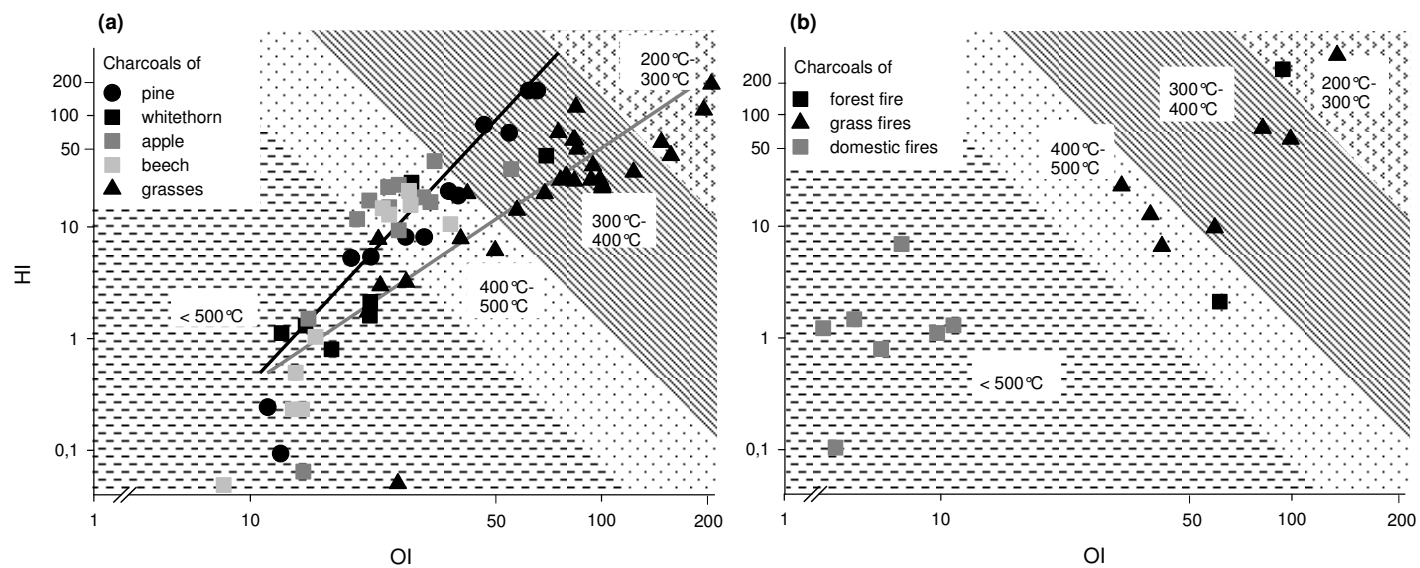 (a)
Charcoals of
pine
whitethorn
apple
beech
grasses
200°C-
300°C
300°C-
400°C
400°C-
500°C
< 500°C
HI
200
100
50
10
1
0,1
1
10
50
100
200
OI
(b)
Charcoals of
forest fire
grass fires
domestic fires
300°C-
400°C
200°C-
300°C
400°C-
500°C
< 500°C
200
100
50
10
1
0,1
1
10
50
100
200
OI